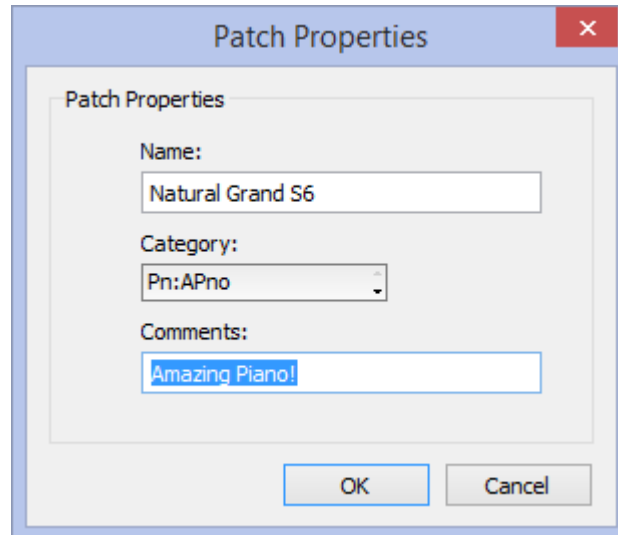 Patch Properties
Patch Properties
Name:
Natural Grand S6
Category:
Pn:APno
Comments:
Amazing Piano!
OK
Cancel